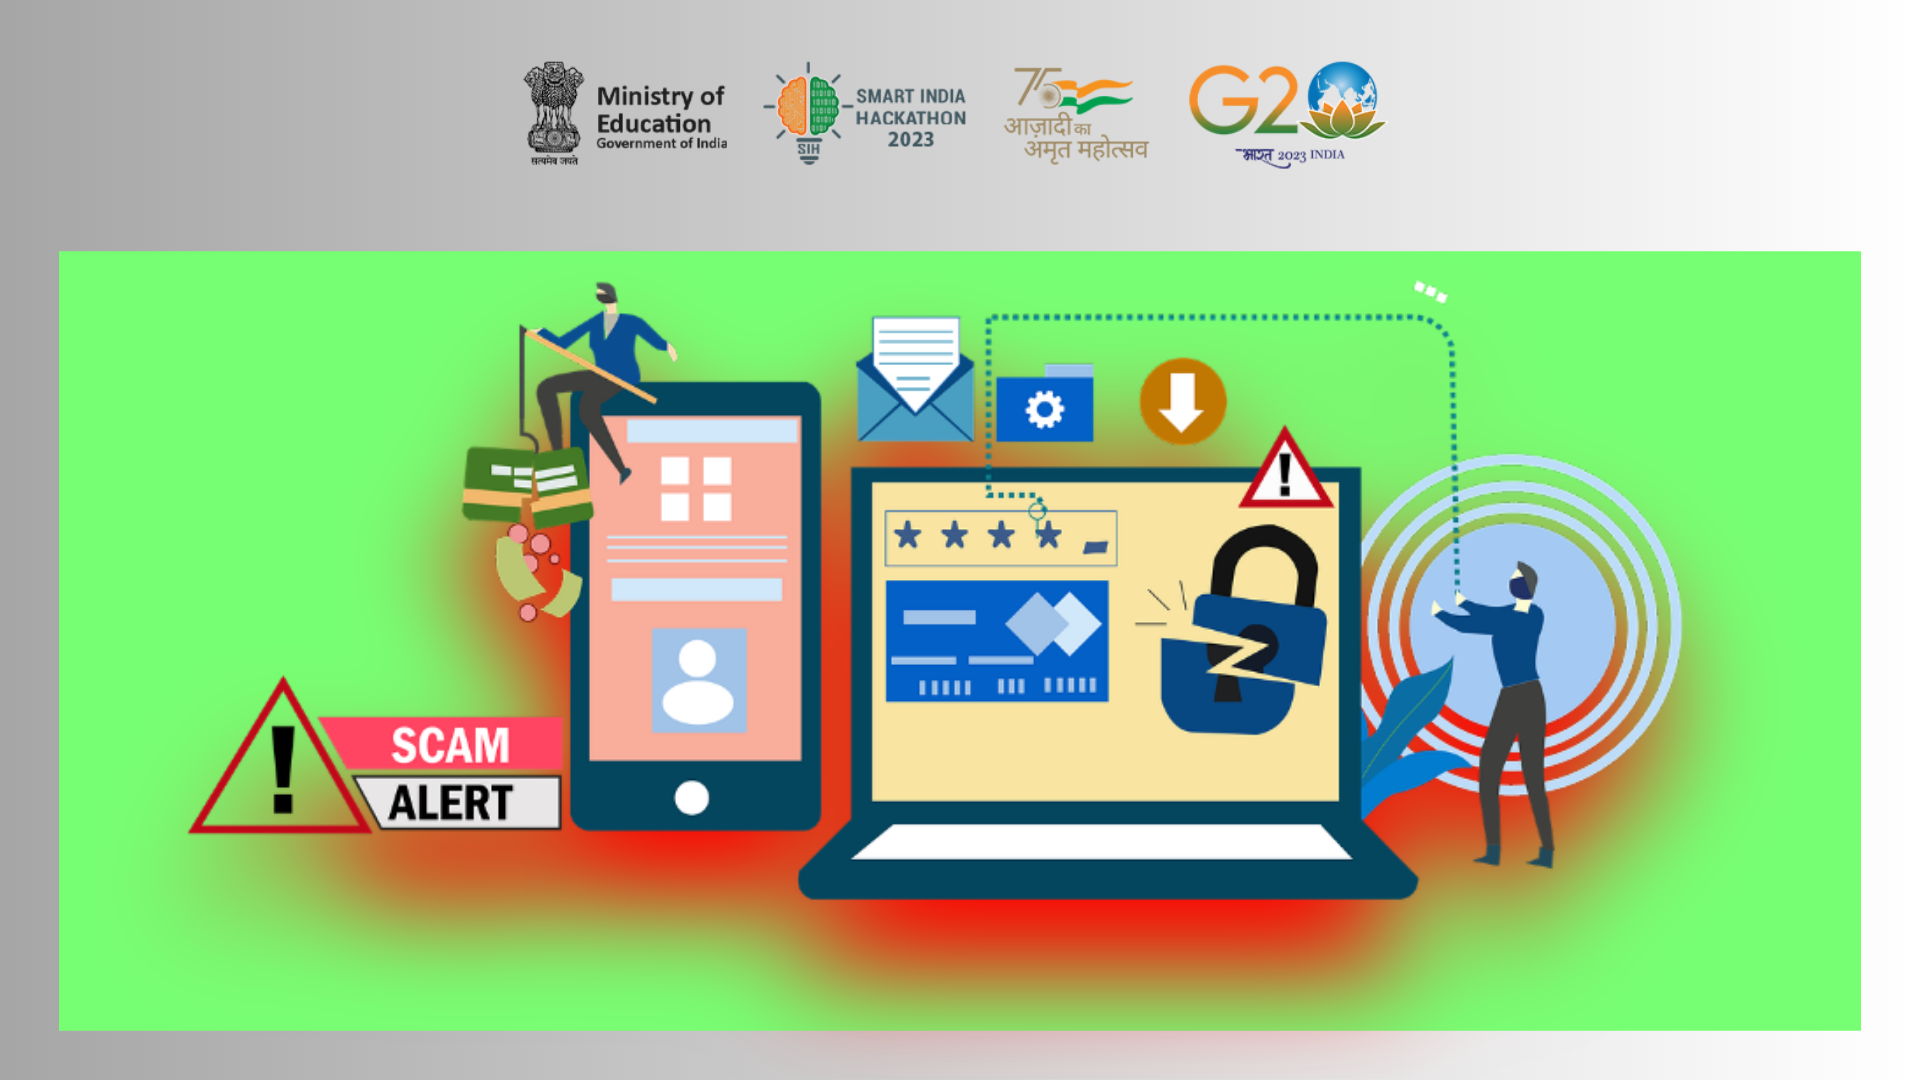 Ministry of
Education
Government of India
सत्यमेव जयते
SMART INDIA
HACKATHON
2023
SIH
75
आज़ादी का
अमृत महोत्सव
G20
भारत 2023 INDIA
SCAM
ALERT